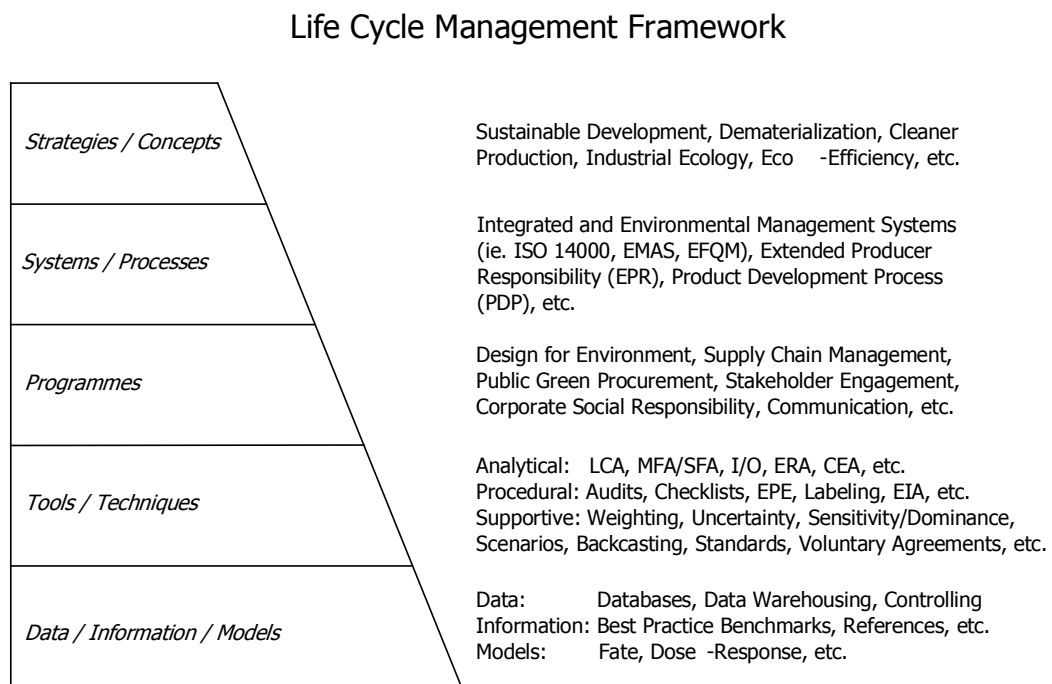 Life Cycle Management Framework
Strategies / Concepts
Sustainable Development, Dematerialization, Cleaner
Production, Industrial Ecology, Eco -Efficiency, etc.
Systems / Processes
Integrated and Environmental Management Systems
(ie. ISO 14000, EMAS, EFQM), Extended Producer
Responsibility (EPR), Product Development Process
(PDP), etc.
Programmes
Design for Environment, Supply Chain Management,
Public Green Procurement, Stakeholder Engagement,
Corporate Social Responsibility, Communication, etc.
Tools / Techniques
Analytical: LCA, MFA/SFA, I/O, ERA, CEA, etc.
Procedural: Audits, Checklists, EPE, Labeling, EIA, etc.
Supportive: Weighting, Uncertainty, Sensitivity/Dominance,
Scenarios, Backcasting, Standards, Voluntary Agreements, etc.
Data / Information / Models
Data: Databases, Data Warehousing, Controlling
Information: Best Practice Benchmarks, References, etc.
Models: Fate, Dose -Response, etc.